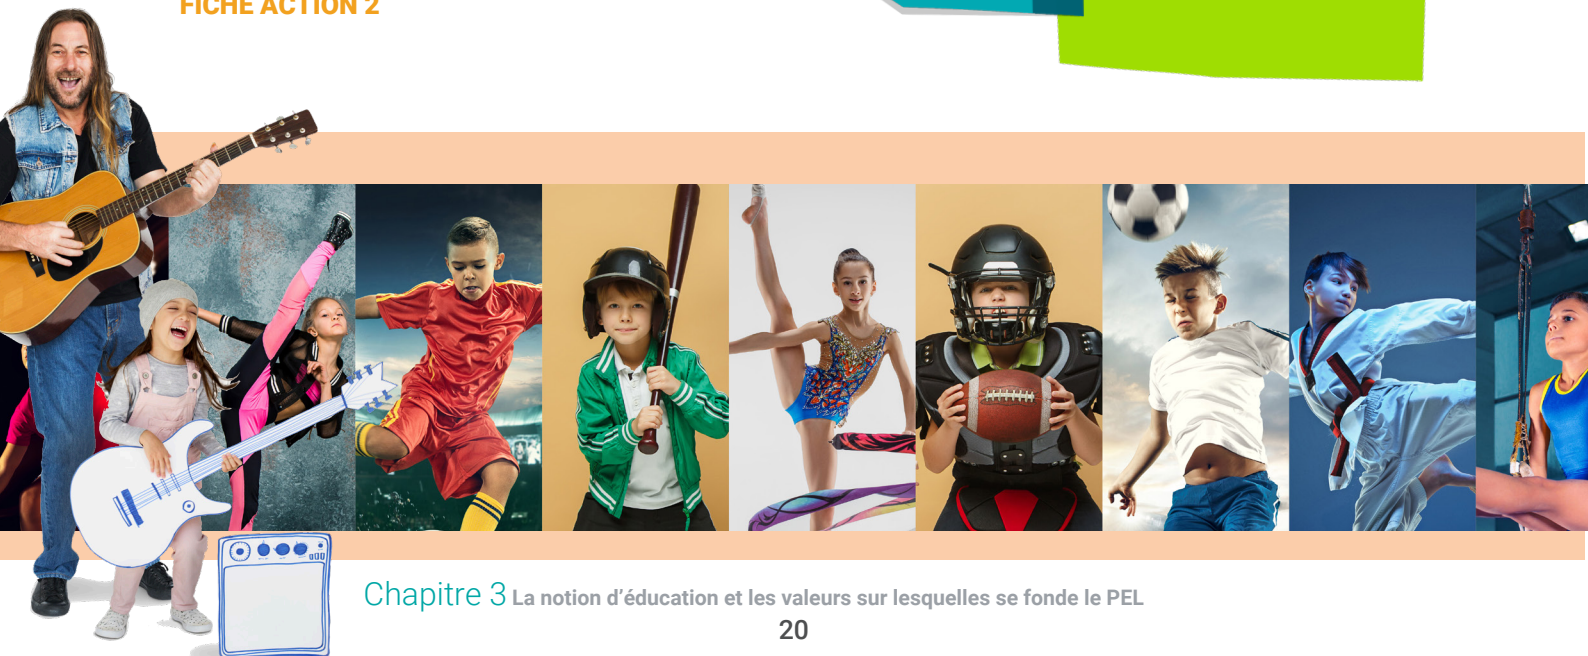 FICHE ACTION 2
Chapitre 3 La notion d'éducation et les valeurs sur lesquelles se fonde le PEL
20